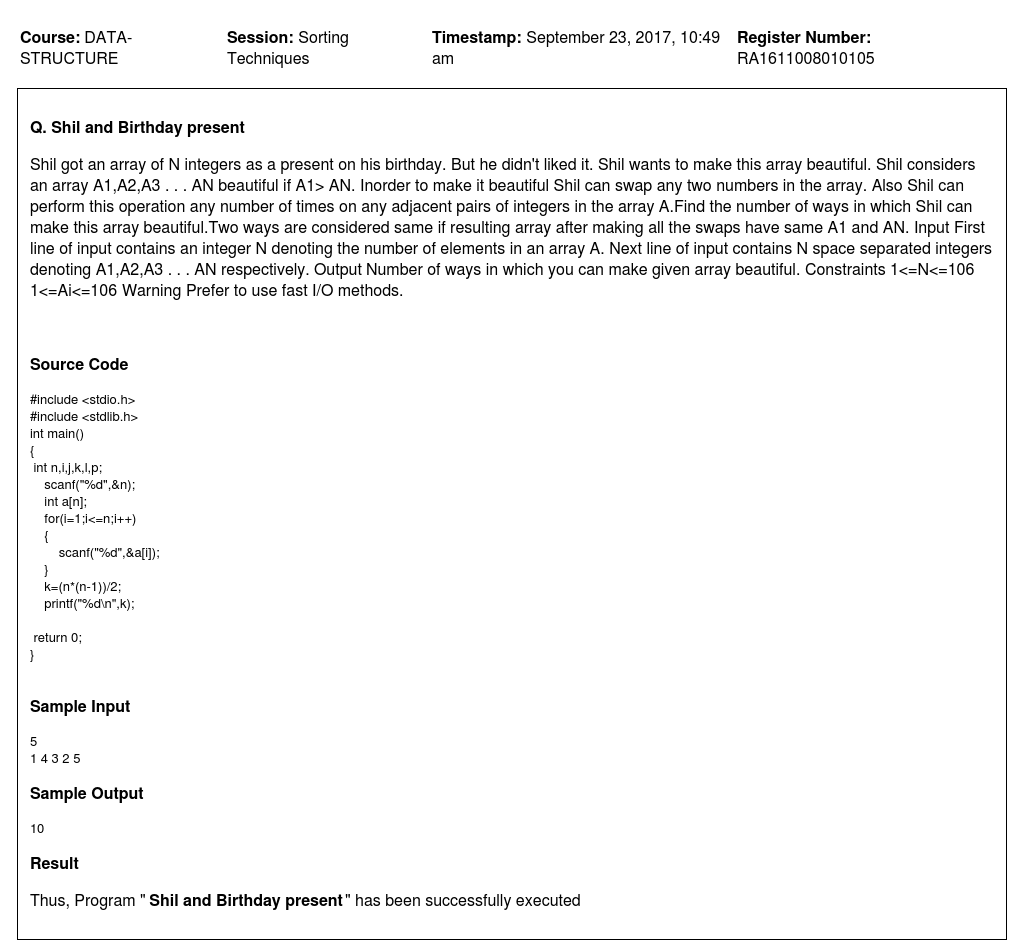 Course: DATA-STRUCTURE
Session: Sorting Techniques
Timestamp: September 23, 2017, 10:49 am
Register Number: RA1611008010105
Q. Shil and Birthday present
Shil got an array of N integers as a present on his birthday. But he didn't liked it. Shil wants to make this array beautiful. Shil considers
an array A1,A2,A3 . . . AN beautiful if A1> AN. Inorder to make it beautiful Shil can swap any two numbers in the array. Also Shil can
perform this operation any number of times on any adjacent pairs of integers in the array A.Find the number of ways in which Shil can
make this array beautiful.Two ways are considered same if resulting array after making all the swaps have same A1 and AN. Input First
line of input contains an integer N denoting the number of elements in an array A. Next line of input contains N space separated integers
denoting A1,A2,A3 . . . AN respectively. Output Number of ways in which you can make given array beautiful. Constraints 1<=N<=106
1<=Ai<=106 Warning Prefer to use fast I/O methods.
Source Code
#include <stdio.h>
#include <stdlib.h>
int main()
{
 int n,i,j,k,l,p;
    scanf("%d",&n);
    int a[n];
    for(i=1;i<=n;i++)
    {
        scanf("%d",&a[i]);
    }
    k=(n*(n-1))/2;
    printf("%d\n",k);
 return 0;
}
Sample Input
5
1 4 3 2 5
Sample Output
10
Result
Thus, Program " Shil and Birthday present " has been successfully executed